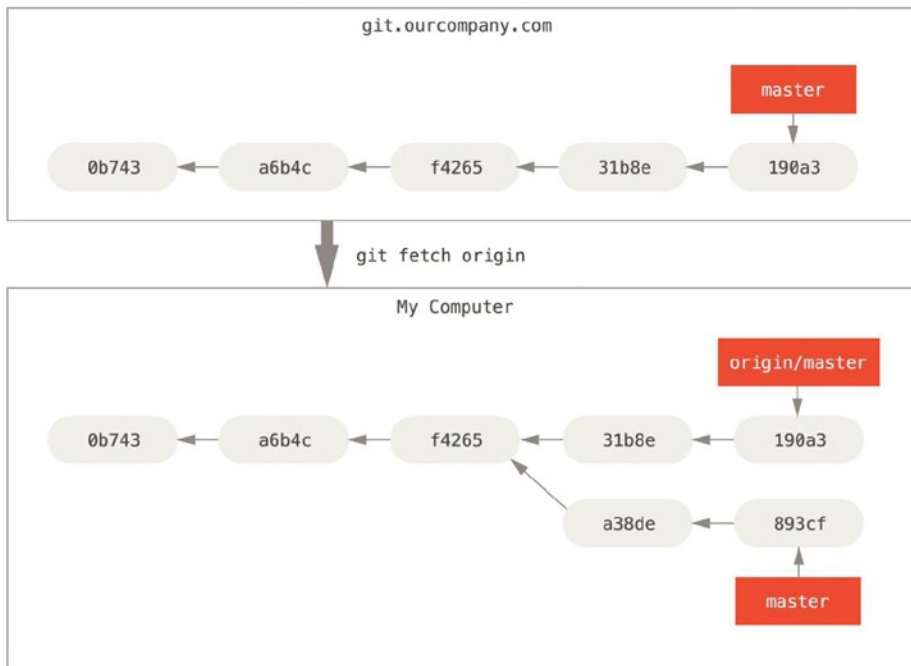 git.ourcompany.com
master
0b743 a6b4c f4265 31b8e 190a3
git fetch origin
My Computer
origin/master
0b743 a6b4c f4265 31b8e 190a3
a38de 893cf
master